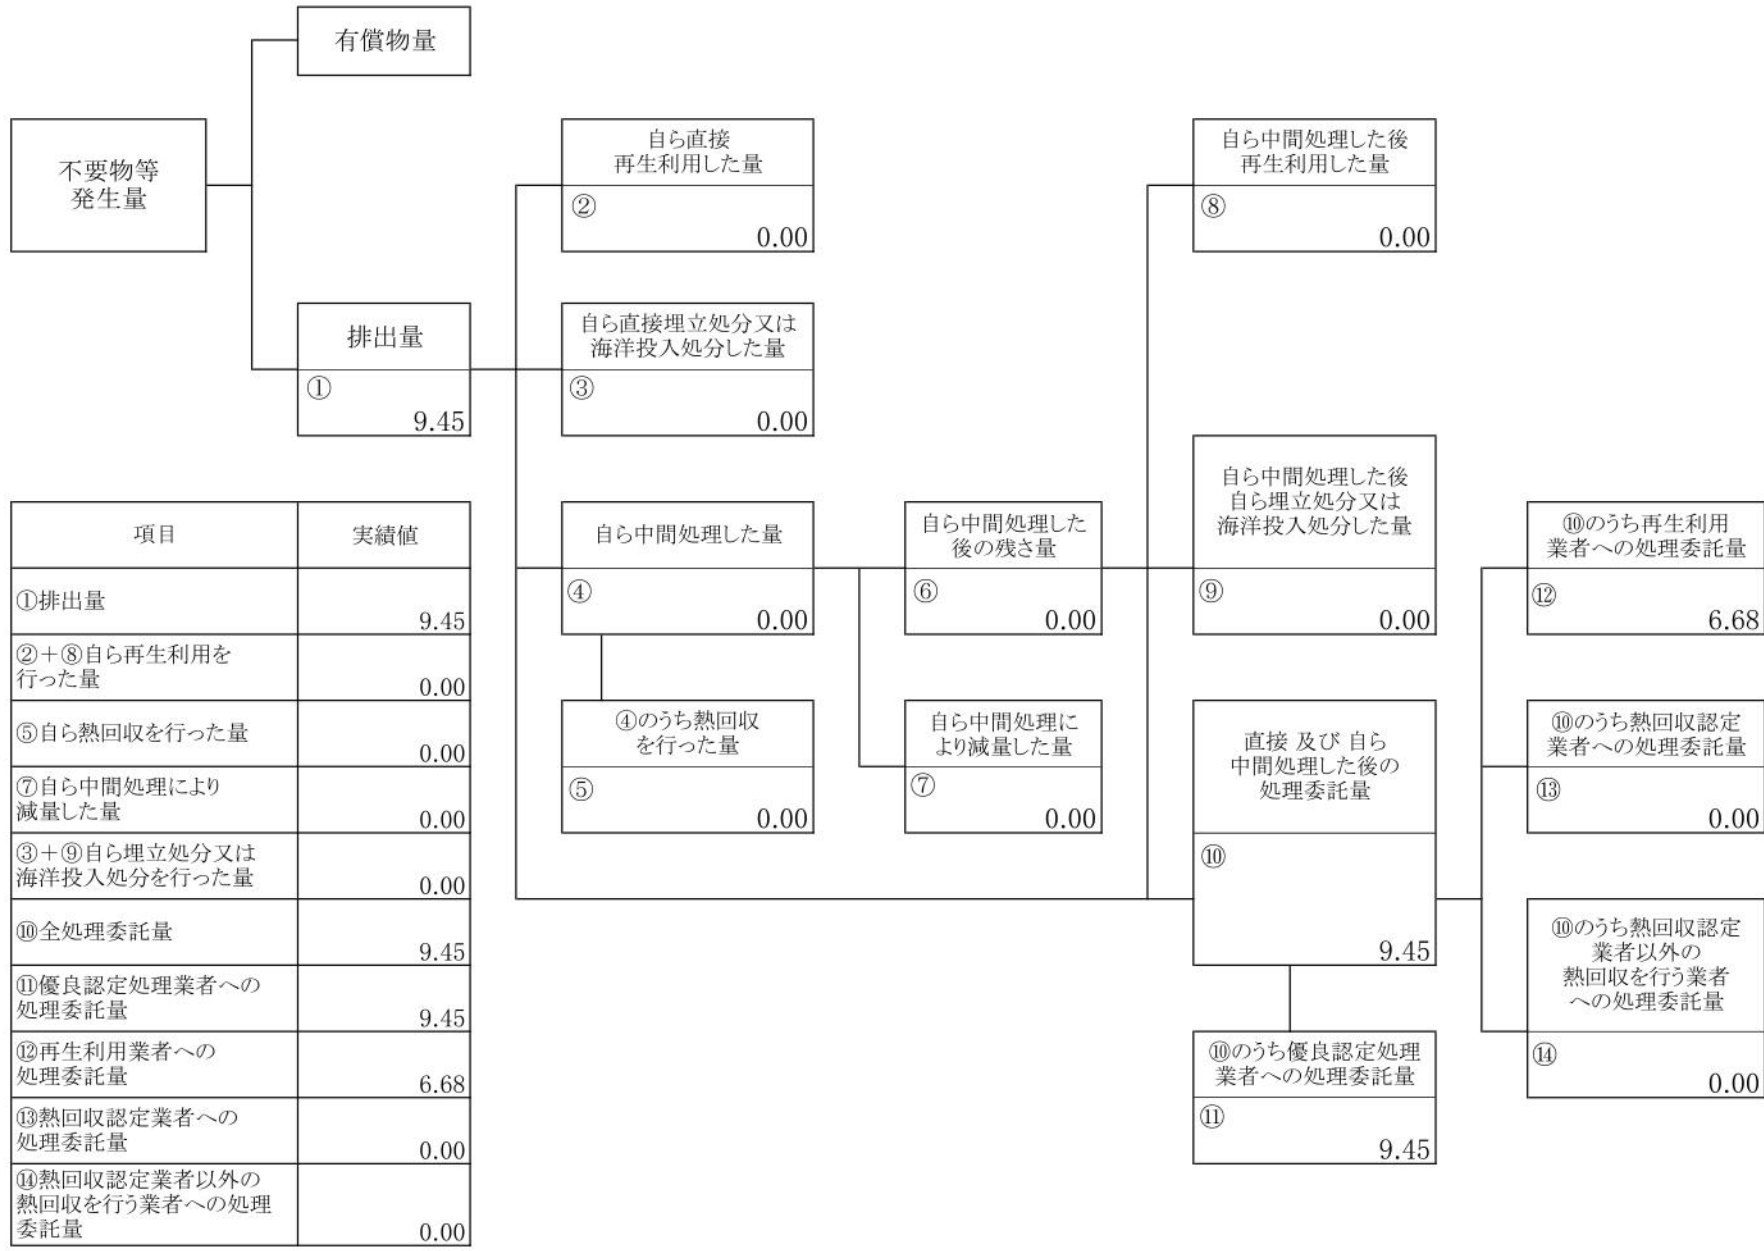 有償物量
不要物等
発生量
自ら直接
再生利用した量
②
0.00
自ら中間処理した後
再生利用した量
⑧
0.00
排出量
①
9.45
自ら直接埋立処分又は
海洋投入処分した量
③
0.00
自ら中間処理した量
④
0.00
自ら中間処理した
後の残さ量
⑥
0.00
自ら中間処理した後
自ら埋立処分又は
海洋投入処分した量
⑨
0.00
⑩のうち再生利用
業者への処理委託量
⑫
6.68
④のうち熱回収
を行った量
⑤
0.00
自ら中間処理に
より減量した量
⑦
0.00
直接 及び 自ら
中間処理した後の
処理委託量
⑩
9.45
⑩のうち熱回収認定
業者への処理委託量
⑬
0.00
⑩のうち熱回収認定
業者以外の
熱回収を行う業者
への処理委託量
⑭
0.00
⑩のうち優良認定処理
業者への処理委託量
⑪
9.45
項目 実績値
①排出量
9.45
②+⑧自ら再生利用を
行った量
0.00
⑤自ら熱回収を行った量
0.00
⑦自ら中間処理により
減量した量
0.00
③+⑨自ら埋立処分又は
海洋投入処分を行った量
0.00
⑩全処理委託量
9.45
⑪優良認定処理業者への
処理委託量
9.45
⑫再生利用業者への
処理委託量
6.68
⑬熱回収認定業者への
処理委託量
0.00
⑭熱回収認定業者以外の
熱回収を行う業者への処理
委託量
0.00